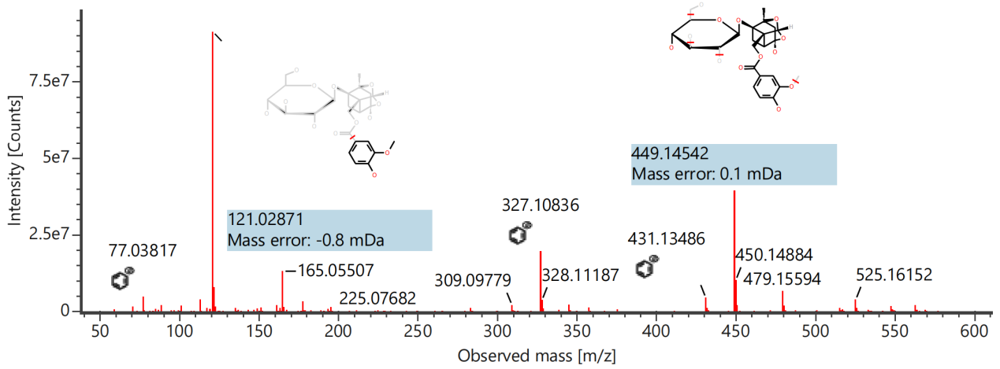 Intensity [Counts]
7.5e7
5e7
2.5e7
0
77.03817
121.02871
Mass error: -0.8 mDa
165.05507
225.07682
309.09779
327.10836
328.11187
449.14542
Mass error: 0.1 mDa
431.13486
450.14884
479.15594
525.16152
50 100 150 200 250 300 350 400 450 500 550 600
Observed mass [m/z]